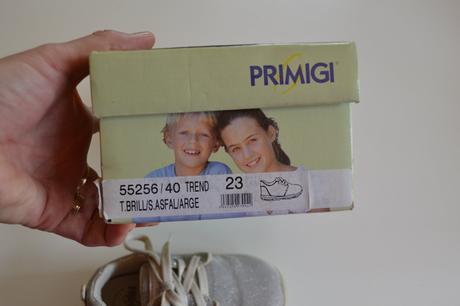 PRIMIGI
55256/40 TREND 23
T.BRILL/S.ASFAL/ARGE